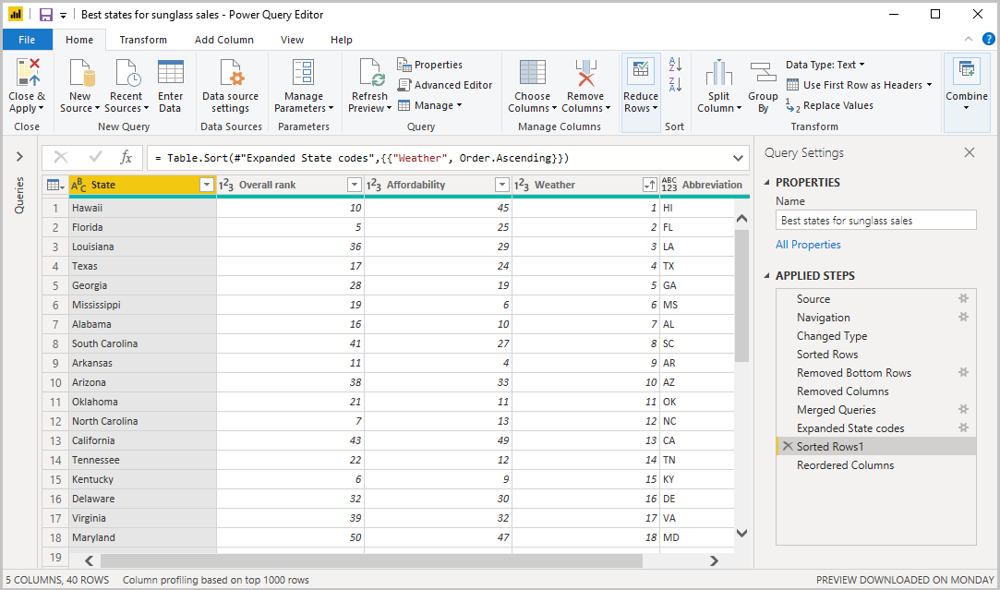 Best states for sunglass sales - Power Query Editor
File Home Transform Add Column View Help
Close & Apply
New Source
Recent Sources
Enter Data
Data source settings
Manage Parameters
Refresh Preview
Properties
Advanced Editor
Manage
Choose Columns
Remove Columns
Reduce Rows
A Z
Z A
Split Column
Group By
Data Type: Text
Use First Row as Headers
1 2 Replace Values
Combine
Close New Query Data Sources Parameters Query Manage Columns Sort Transform
Queries
fx = Table.Sort(#"Expanded State codes",{{"Weather", Order.Ascending}})
ABC State 123 Overall rank 123 Affordability 123 Weather ABC 123 Abbreviation
1 Hawaii 10 45 1 HI
2 Florida 5 25 2 FL
3 Louisiana 36 29 3 LA
4 Texas 17 24 4 TX
5 Georgia 28 19 5 GA
6 Mississippi 19 6 6 MS
7 Alabama 16 10 7 AL
8 South Carolina 41 27 8 SC
9 Arkansas 11 4 9 AR
10 Arizona 38 33 10 AZ
11 Oklahoma 21 11 11 OK
12 North Carolina 7 13 12 NC
13 California 43 49 13 CA
14 Tennessee 22 12 14 TN
15 Kentucky 6 9 15 KY
16 Delaware 32 30 16 DE
17 Virginia 39 32 17 VA
18 Maryland 50 47 18 MD
19
Query Settings
PROPERTIES
Name
Best states for sunglass sales
All Properties
APPLIED STEPS
Source
Navigation
Changed Type
Sorted Rows
Removed Bottom Rows
Removed Columns
Merged Queries
Expanded State codes
Sorted Rows1
Reordered Columns
5 COLUMNS, 40 ROWS Column profiling based on top 1000 rows PREVIEW DOWNLOADED ON MONDAY